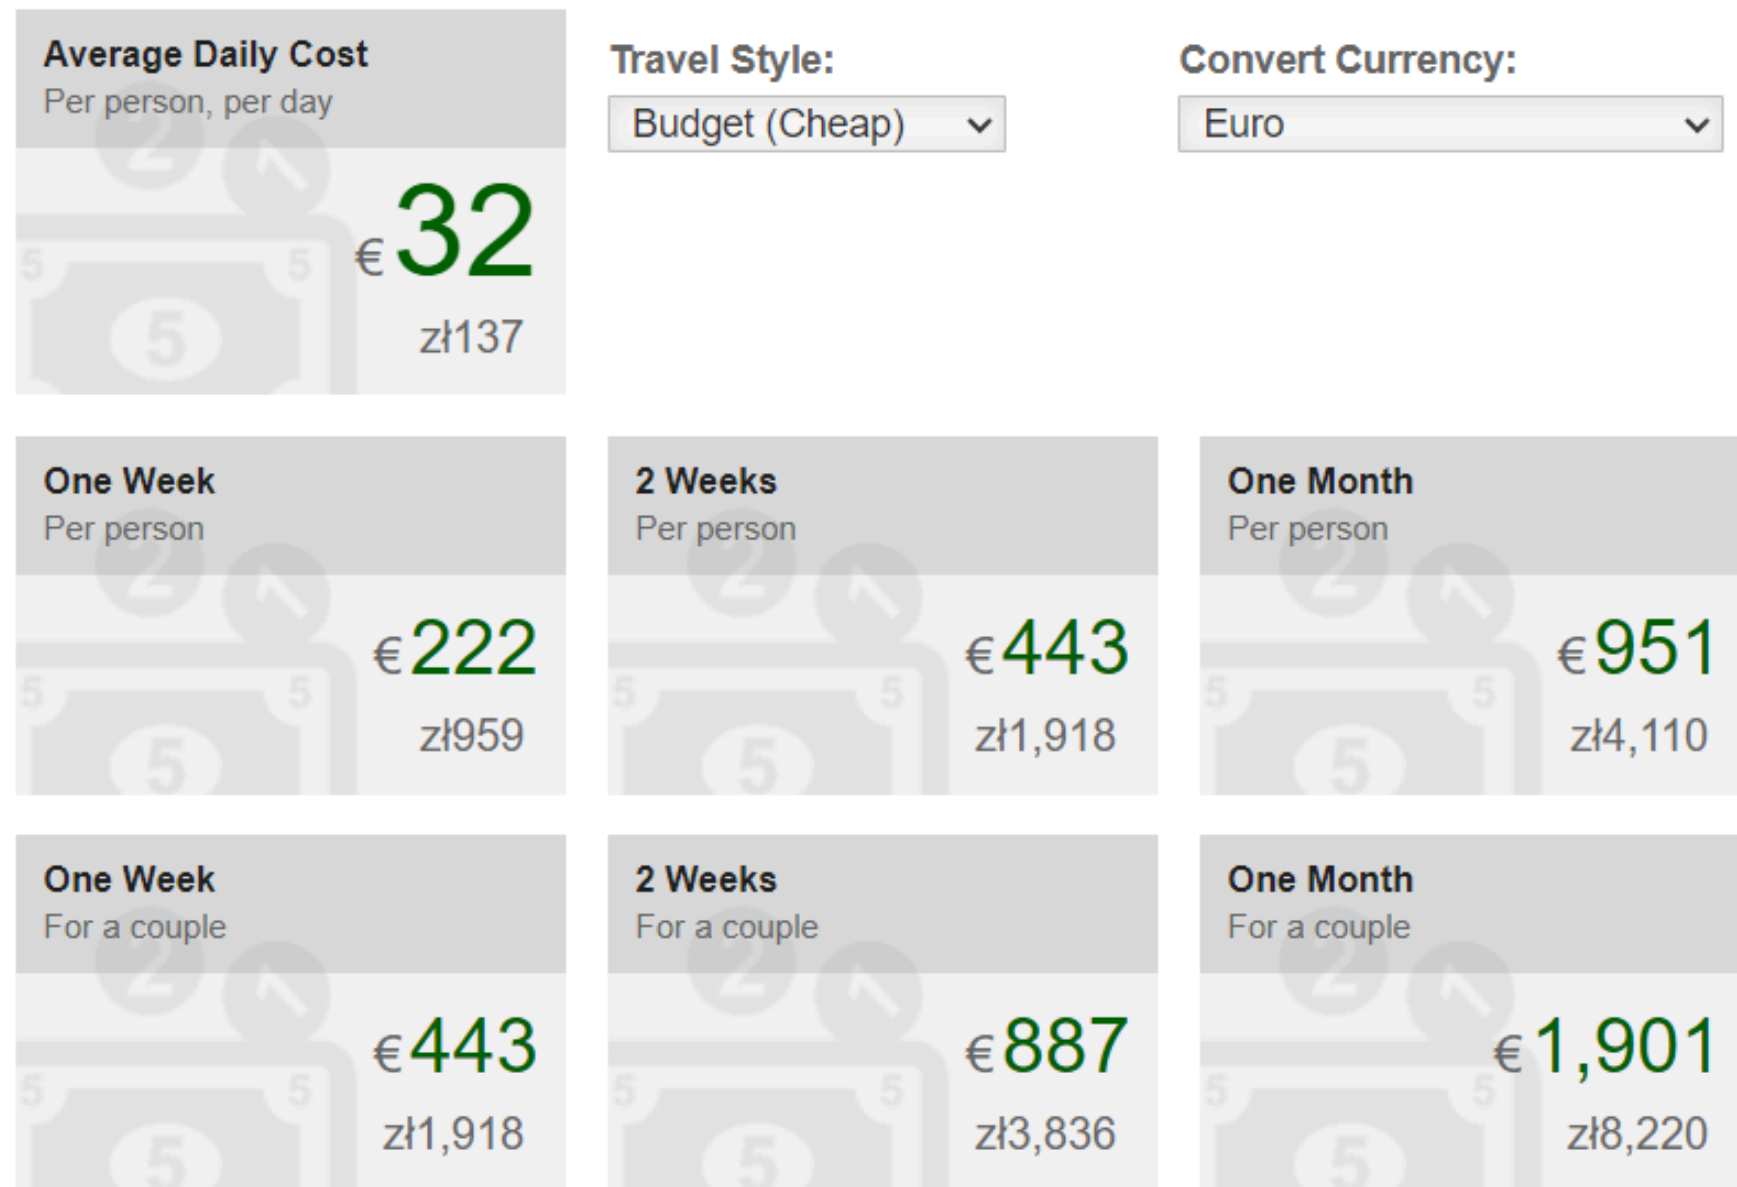 Average Daily Cost
Per person, per day
€32
zł137
Travel Style:
Budget (Cheap)
Convert Currency:
Euro
One Week
Per person
€222
zł959
2 Weeks
Per person
€443
zł1,918
One Month
Per person
€951
zł4,110
One Week
For a couple
€443
zł1,918
2 Weeks
For a couple
€887
zł3,836
One Month
For a couple
€1,901
zł8,220